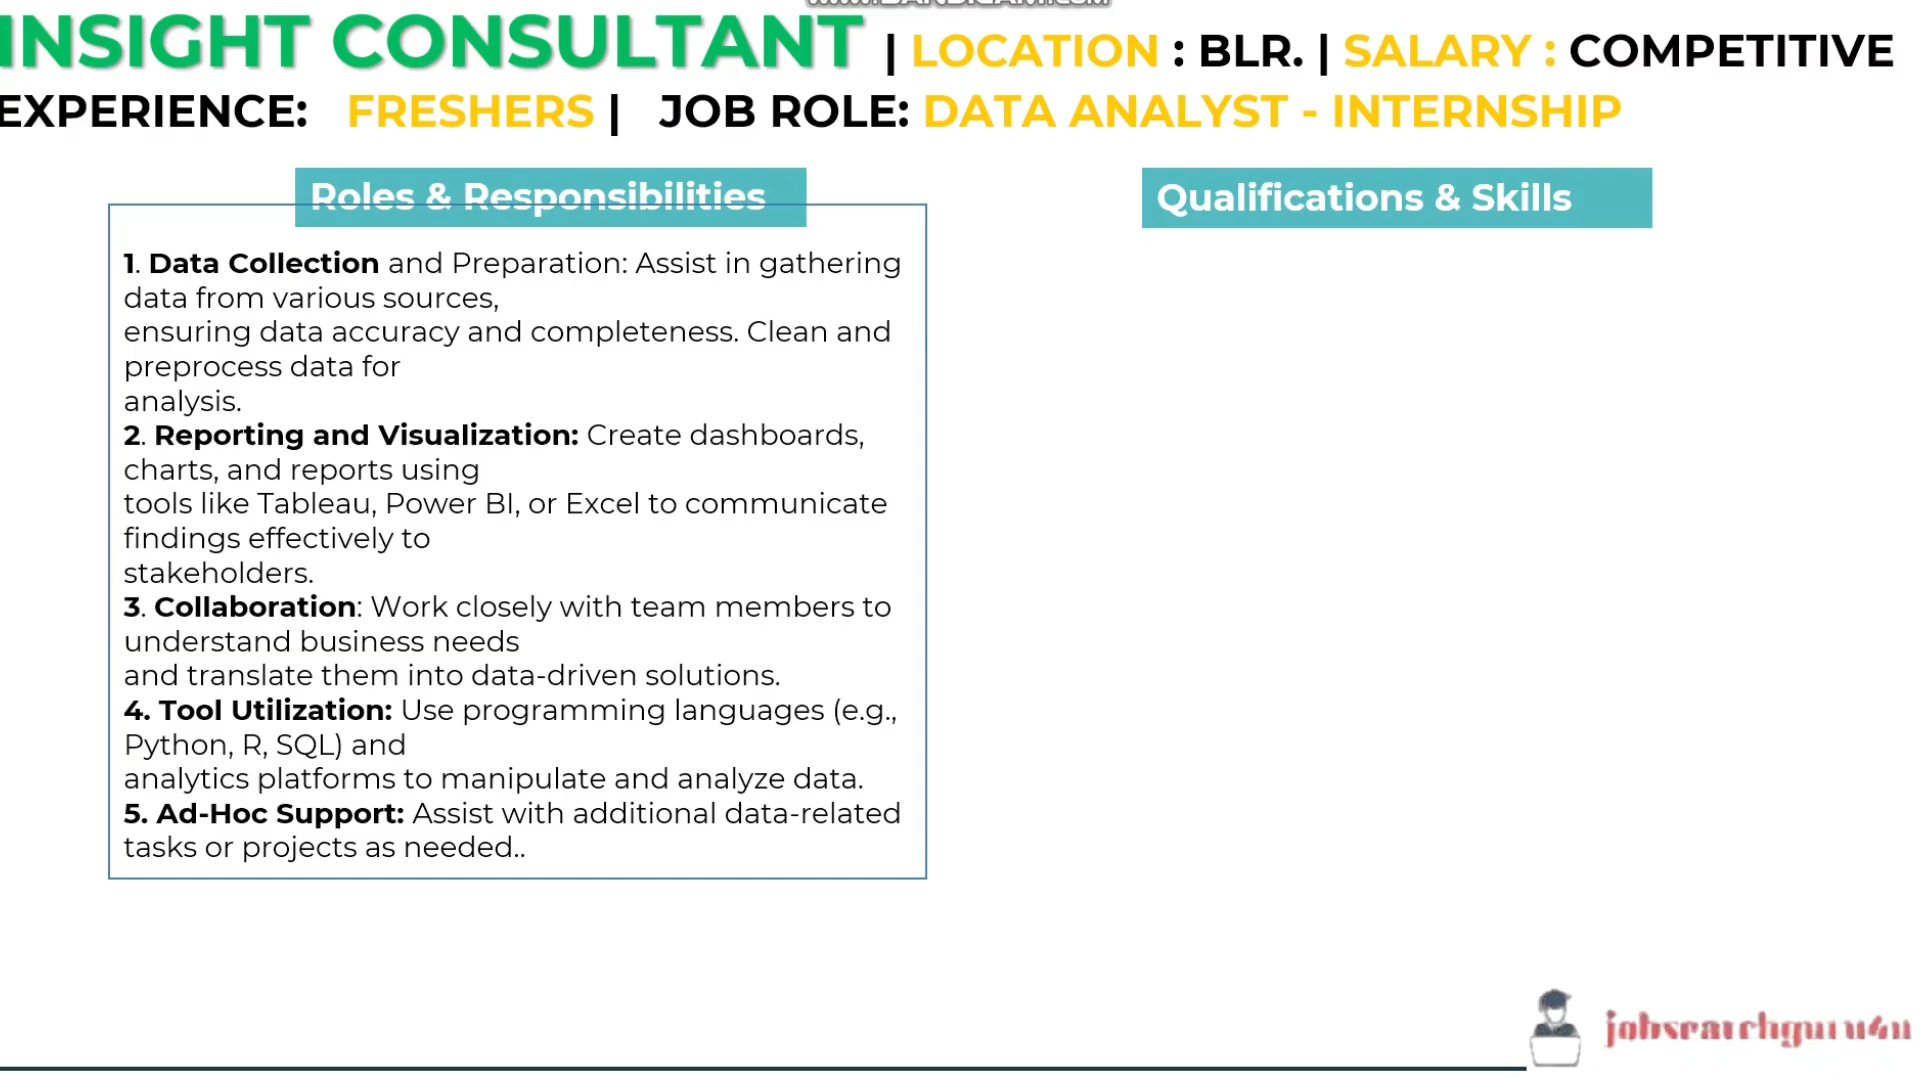 www.BANDICAM.COM
INSIGHT CONSULTANT | LOCATION : BLR. | SALARY : COMPETITIVE
EXPERIENCE: FRESHERS | JOB ROLE: DATA ANALYST - INTERNSHIP
Roles & Responsibilities
1. Data Collection and Preparation: Assist in gathering
data from various sources,
ensuring data accuracy and completeness. Clean and
preprocess data for
analysis.
2. Reporting and Visualization: Create dashboards,
charts, and reports using
tools like Tableau, Power BI, or Excel to communicate
findings effectively to
stakeholders.
3. Collaboration: Work closely with team members to
understand business needs
and translate them into data-driven solutions.
4. Tool Utilization: Use programming languages (e.g.,
Python, R, SQL) and
analytics platforms to manipulate and analyze data.
5. Ad-Hoc Support: Assist with additional data-related
tasks or projects as needed..
Qualifications & Skills
jobsearchguru4u